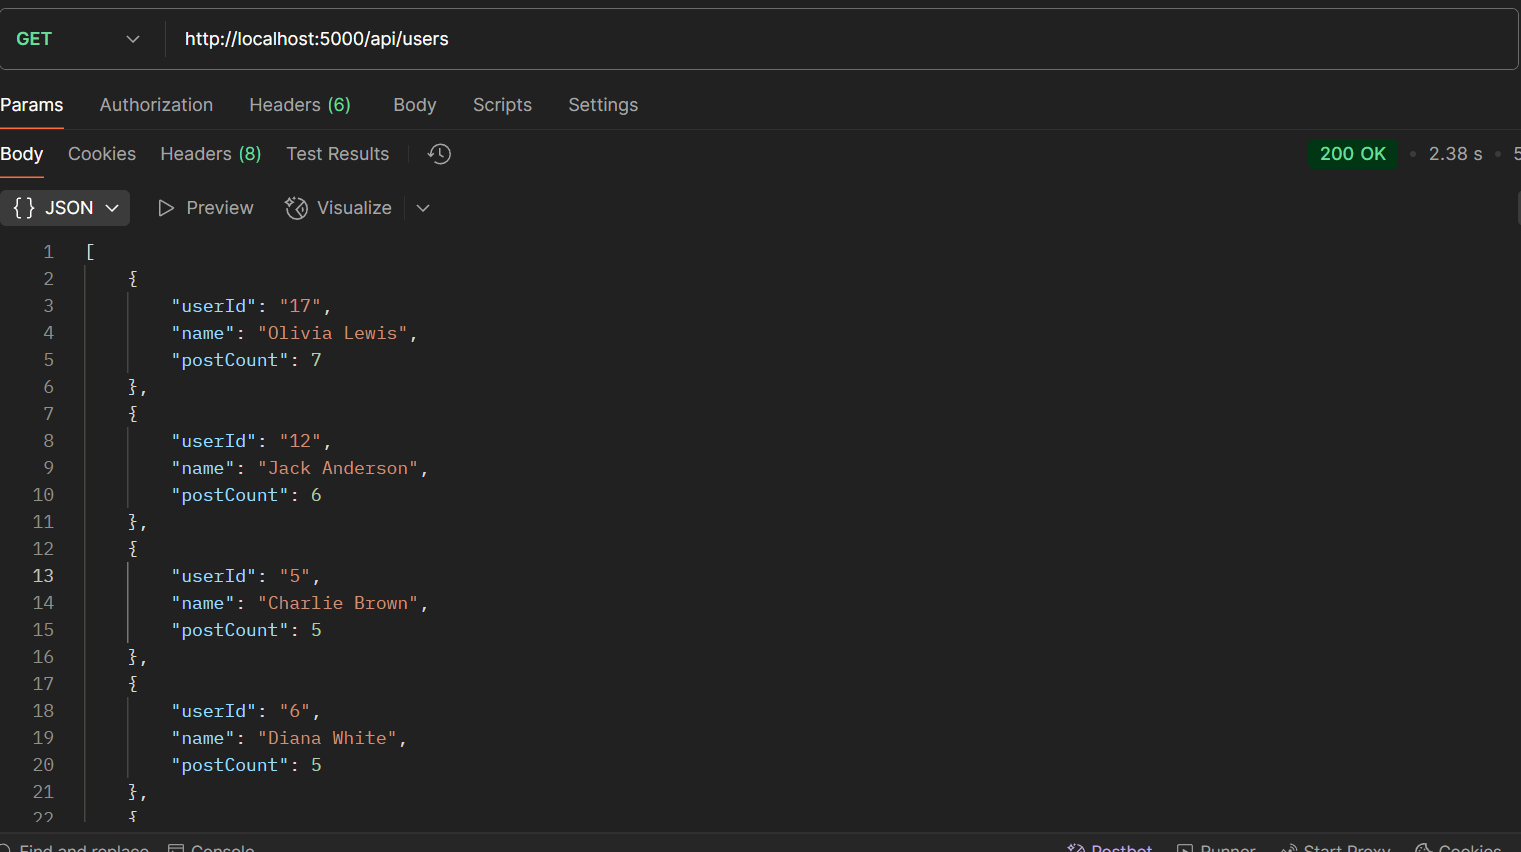 GET http://localhost:5000/api/users
Params Authorization Headers (6) Body Scripts Settings
Body Cookies Headers (8) Test Results 200 OK • 2.38 s • 5
{} JSON Preview Visualize
1 [
2 {
3 "userId": "17",
4 "name": "Olivia Lewis",
5 "postCount": 7
6 },
7 {
8 "userId": "12",
9 "name": "Jack Anderson",
10 "postCount": 6
11 },
12 {
13 "userId": "5",
14 "name": "Charlie Brown",
15 "postCount": 5
16 },
17 {
18 "userId": "6",
19 "name": "Diana White",
20 "postCount": 5
21 },
22 {
Find and replace Console Postbot Runner Start Proxy Cookies